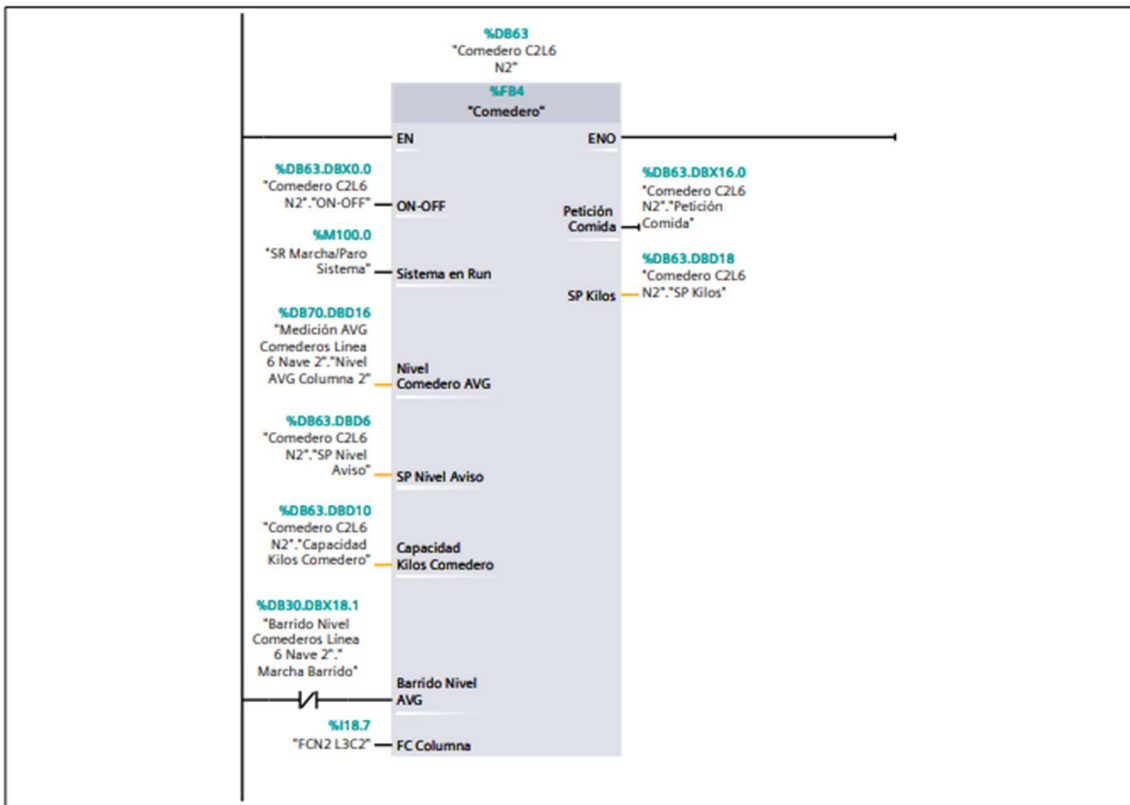 %DB63
"Comedero C2L6
N2"
%FB4
"Comedero"
EN
ENO
%DB63.DBX0.0
"Comedero C2L6
N2"."ON-OFF"
ON-OFF
%DB63.DBX16.0
"Comedero C2L6
N2"."Petición
Comida"
Petición
Comida
%M100.0
"SR Marcha/Paro
Sistema"
Sistema en Run
%DB63.DBD18
"Comedero C2L6
N2"."SP Kilos"
SP Kilos
%DB70.DBD16
"Medición AVG
Comederos Linea
6 Nave 2"."Nivel
AVG Columna 2"
Nivel
Comedero AVG
%DB63.DBD6
"Comedero C2L6
N2"."SP Nivel
Aviso"
SP Nivel Aviso
%DB63.DBD10
"Comedero C2L6
N2"."Capacidad
Kilos Comedero"
Capacidad
Kilos Comedero
%DB30.DBX18.1
"Barrido Nivel
Comederos Línea
6 Nave 2"."
Marcha Barrido"
Barrido Nivel
AVG
%I18.7
"FCN2 L3C2"
FC Columna